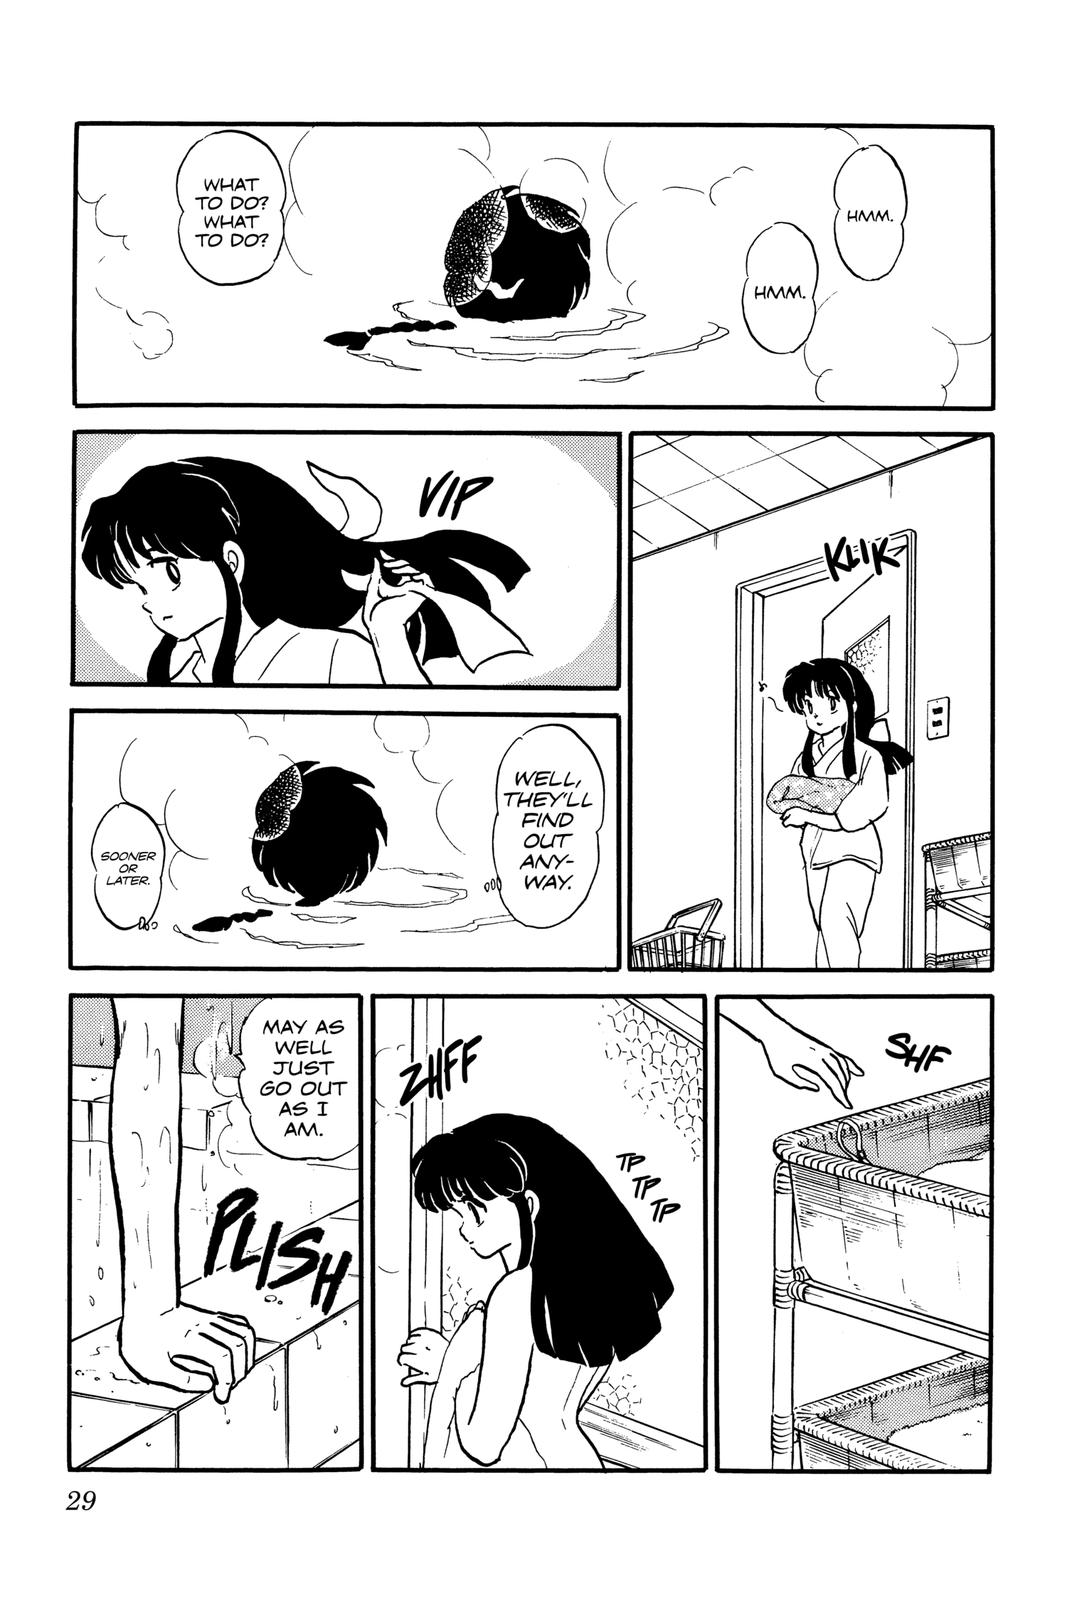 HMM.
HMM.
WHAT
TO DO?
WHAT
TO DO?
KLIK
VIP
WELL,
THEY'LL
FIND
OUT
ANY-
WAY.
SOONER
OR
LATER.
SHF
TP
TP
TP
ZHFF
MAY AS
WELL
JUST
GO OUT
AS I
AM.
PLISH
29